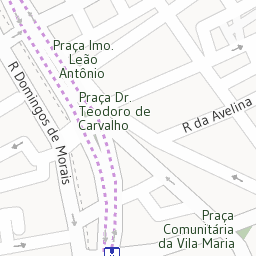 Praça Imo.
Leão
Antônio
Praça Dr.
Teodoro de
Carvalho
R Domingos de Morais
R da Avelina
Praça
Comunitária
da Vila Maria